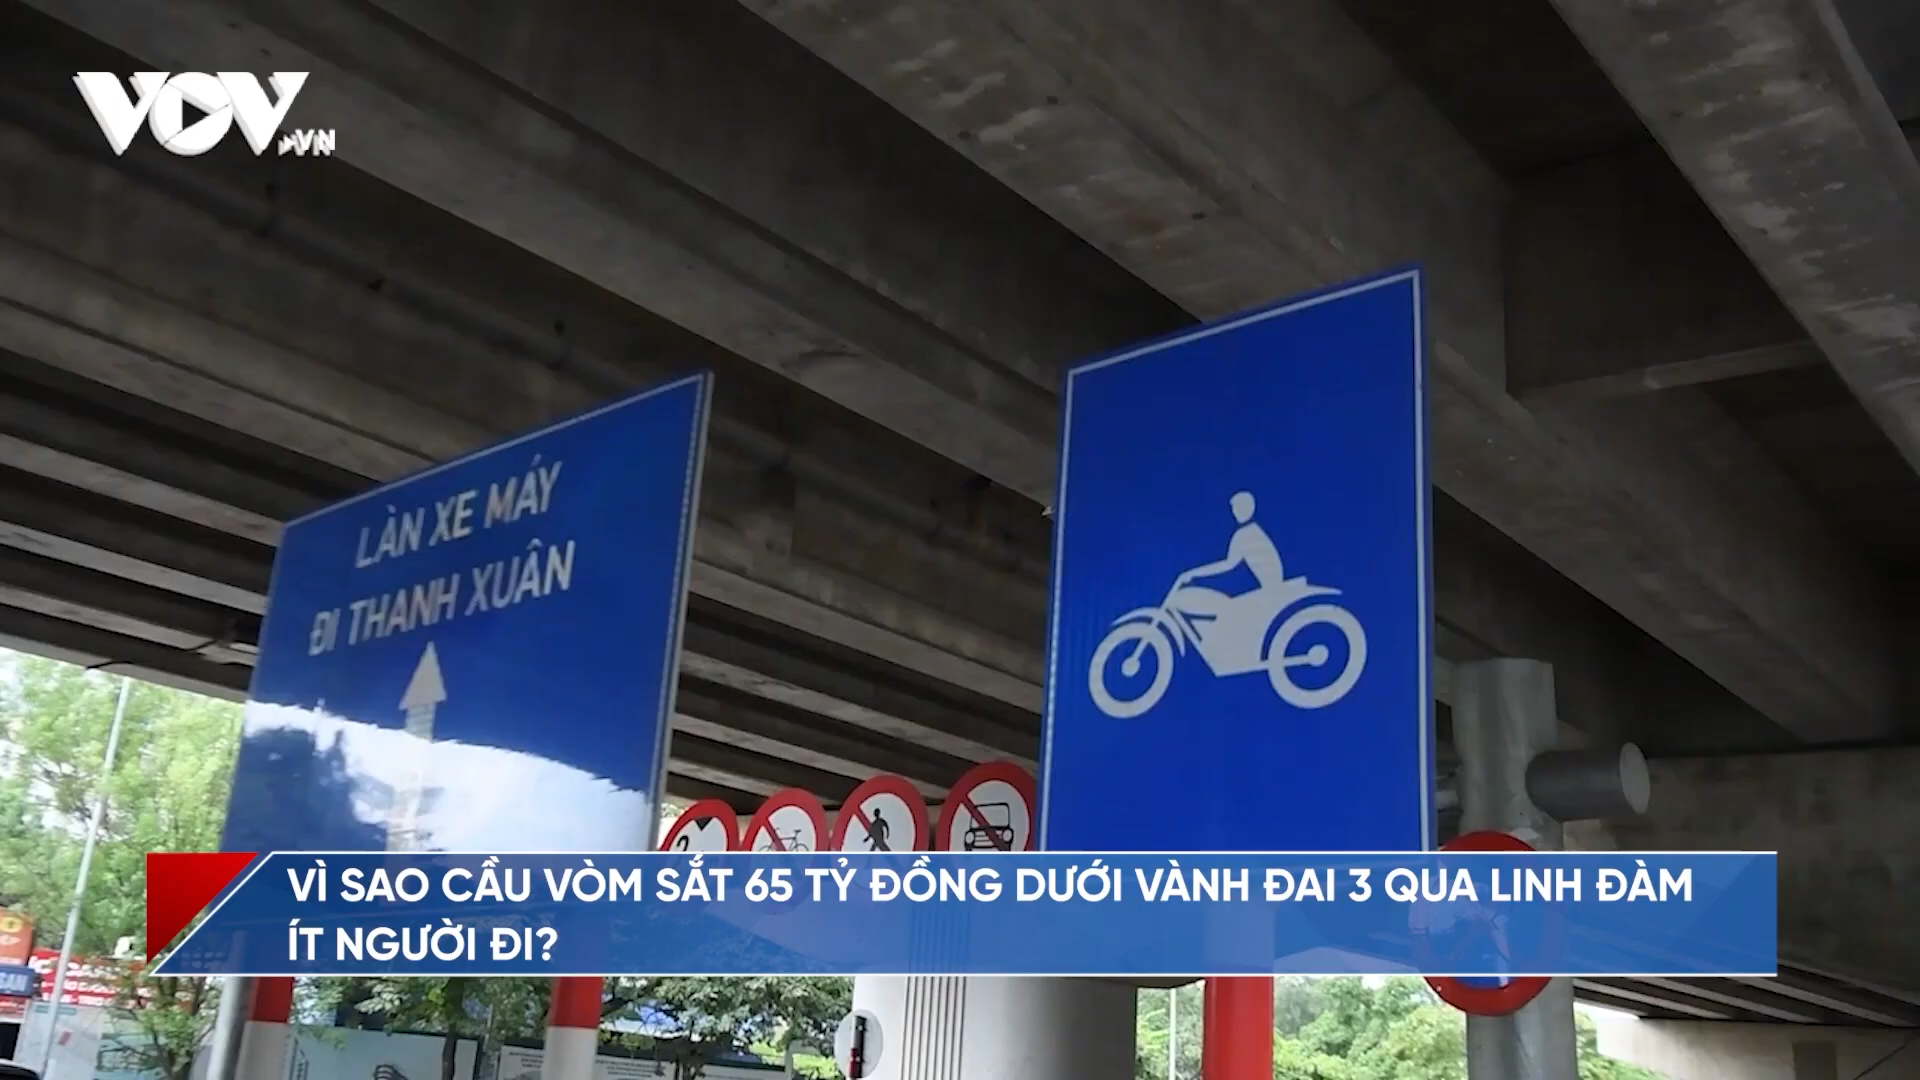 VOV.VN
LÀN XE MÁY
ĐI THANH XUÂN
2
VÌ SAO CẦU VÒM SẮT 65 TỶ ĐỒNG DƯỚI VÀNH ĐAI 3 QUA LINH ĐÀM
ÍT NGƯỜI ĐI?